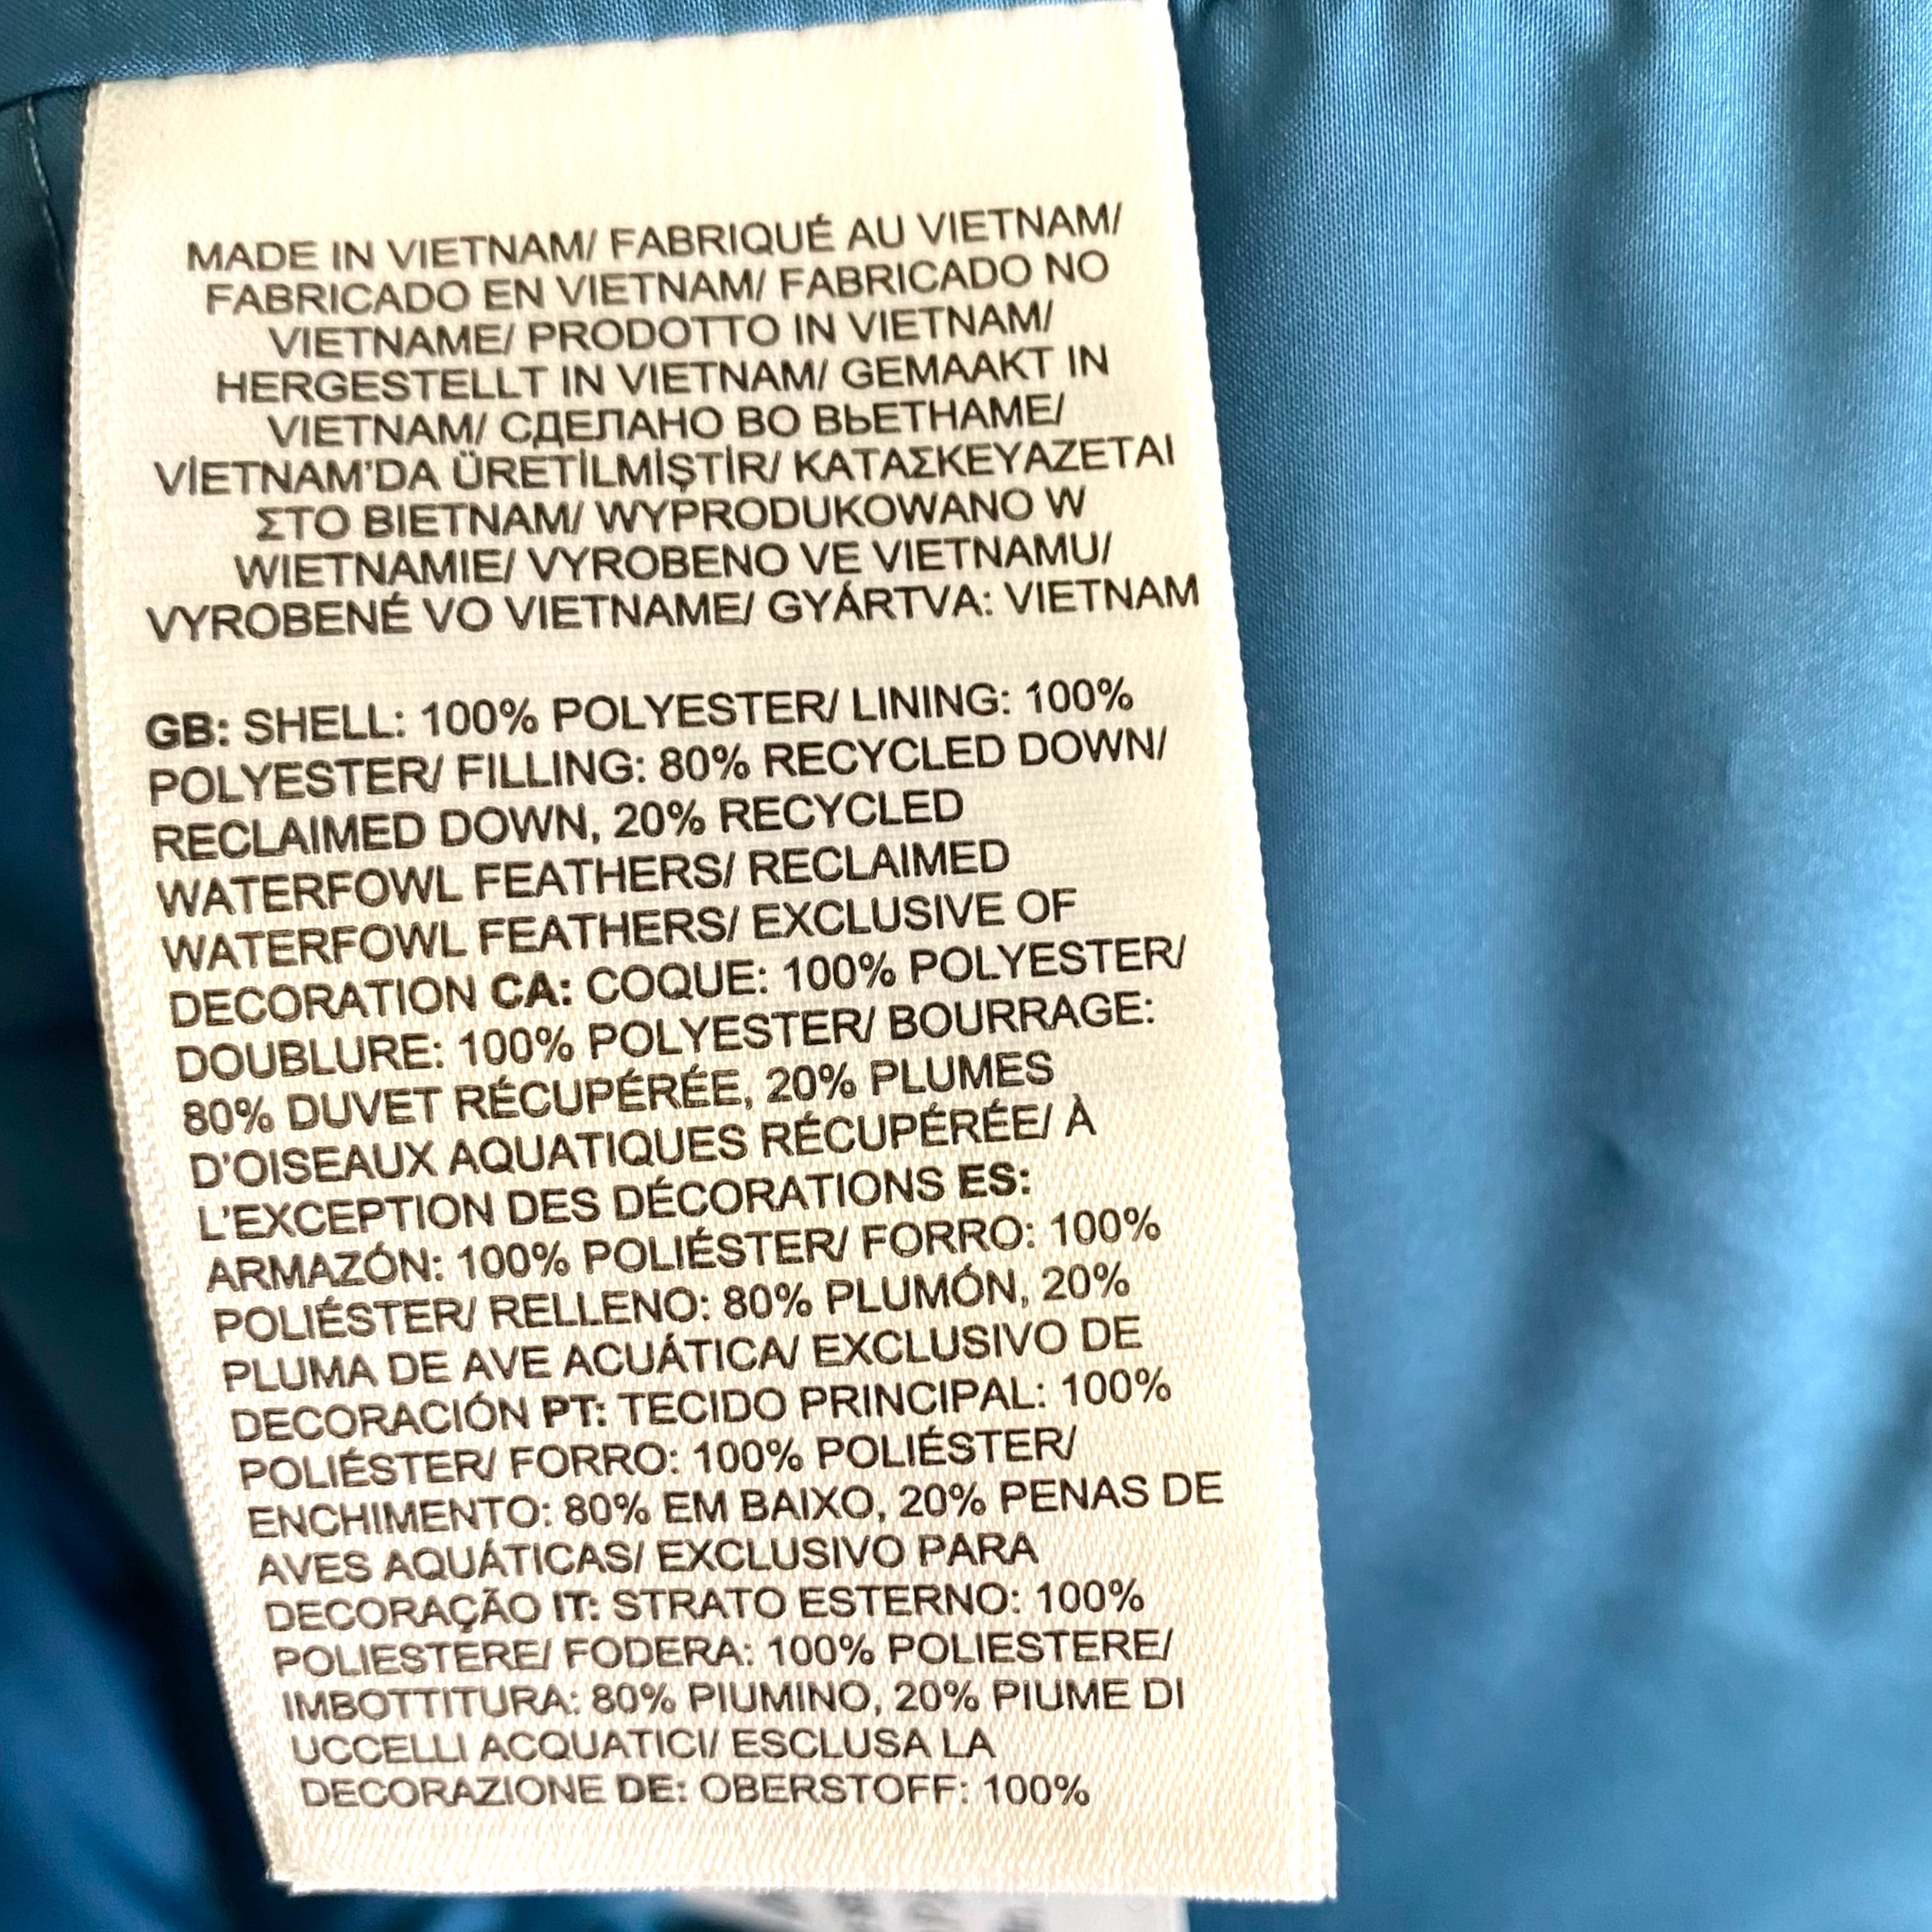 MADE IN VIETNAM/ FABRIQUÉ AU VIETNAM/
FABRICADO EN VIETNAM/ FABRICADO NO
VIETNAME/ PRODOTTO IN VIETNAM/
HERGESTELLT IN VIETNAM/ GEMAAKT IN
VIETNAM/ СДЕЛАНО ВО ВЬЕТНАМЕ/
VİETNAM'DA ÜRETİLMİŞTİR/ ΚΑΤΑΣΚΕΥΑΖΕΤΑΙ
ΣΤΟ ΒΙΕΤΝΑΜ/ WYPRODUKOWANO W
WIETNAMIE/ VYROBENO VE VIETNAMU/
VYROBENÉ VO VIETNAME/ GYÁRTVA: VIETNAM
GB: SHELL: 100% POLYESTER/ LINING: 100%
POLYESTER/ FILLING: 80% RECYCLED DOWN/
RECLAIMED DOWN, 20% RECYCLED
WATERFOWL FEATHERS/ RECLAIMED
WATERFOWL FEATHERS/ EXCLUSIVE OF
DECORATION CA: COQUE: 100% POLYESTER/
DOUBLURE: 100% POLYESTER/ BOURRAGE:
80% DUVET RÉCUPÉRÉE, 20% PLUMES
D'OISEAUX AQUATIQUES RÉCUPÉRÉE/ À
L'EXCEPTION DES DÉCORATIONS ES:
ARMAZÓN: 100% POLIÉSTER/ FORRO: 100%
POLIÉSTER/ RELLENO: 80% PLUMÓN, 20%
PLUMA DE AVE ACUÁTICA/ EXCLUSIVO DE
DECORACIÓN PT: TECIDO PRINCIPAL: 100%
POLIÉSTER/ FORRO: 100% POLIÉSTER/
ENCHIMENTO: 80% EM BAIXO, 20% PENAS DE
AVES AQUÁTICAS/ EXCLUSIVO PARA
DECORAÇÃO IT: STRATO ESTERNO: 100%
POLIESTERE/ FODERA: 100% POLIESTERE/
IMBOTTITURA: 80% PIUMINO, 20% PIUME DI
UCCELLI ACQUATICI/ ESCLUSA LA
DECORAZIONE DE: OBERSTOFF: 100%